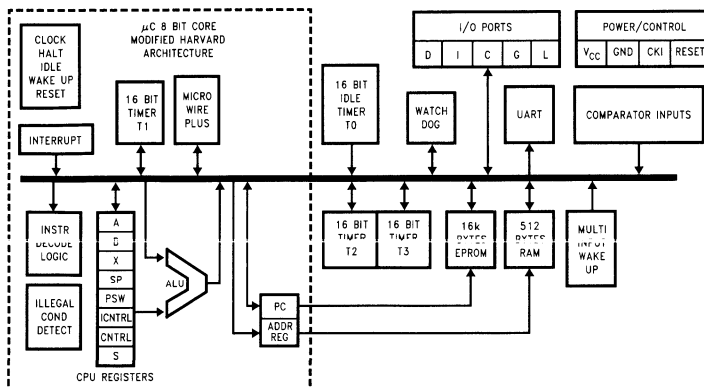 CLOCK
HALT
IDLE
WAKE UP
RESET
µC 8 BIT CORE
MODIFIED HARVARD
ARCHITECTURE
I/O PORTS
D I C G L
POWER/CONTROL
VCC GND CKI RESET
INTERRUPT
16 BIT
TIMER
T1
MICRO
WIRE
PLUS
16 BIT
IDLE
TIMER
T0
WATCH
DOG
UART
COMPARATOR INPUTS
INSTR
DECODE
LOGIC
ILLEGAL
COND
DETECT
A
B
X
SP
PSW
ICNTRL
CNTRL
S
CPU REGISTERS
ALU
PC
ADDR
REG
16 BIT
TIMER
T2
16 BIT
TIMER
T3
16k
BYTES
EPROM
512
BYTES
RAM
MULTI
INPUT
WAKE
UP